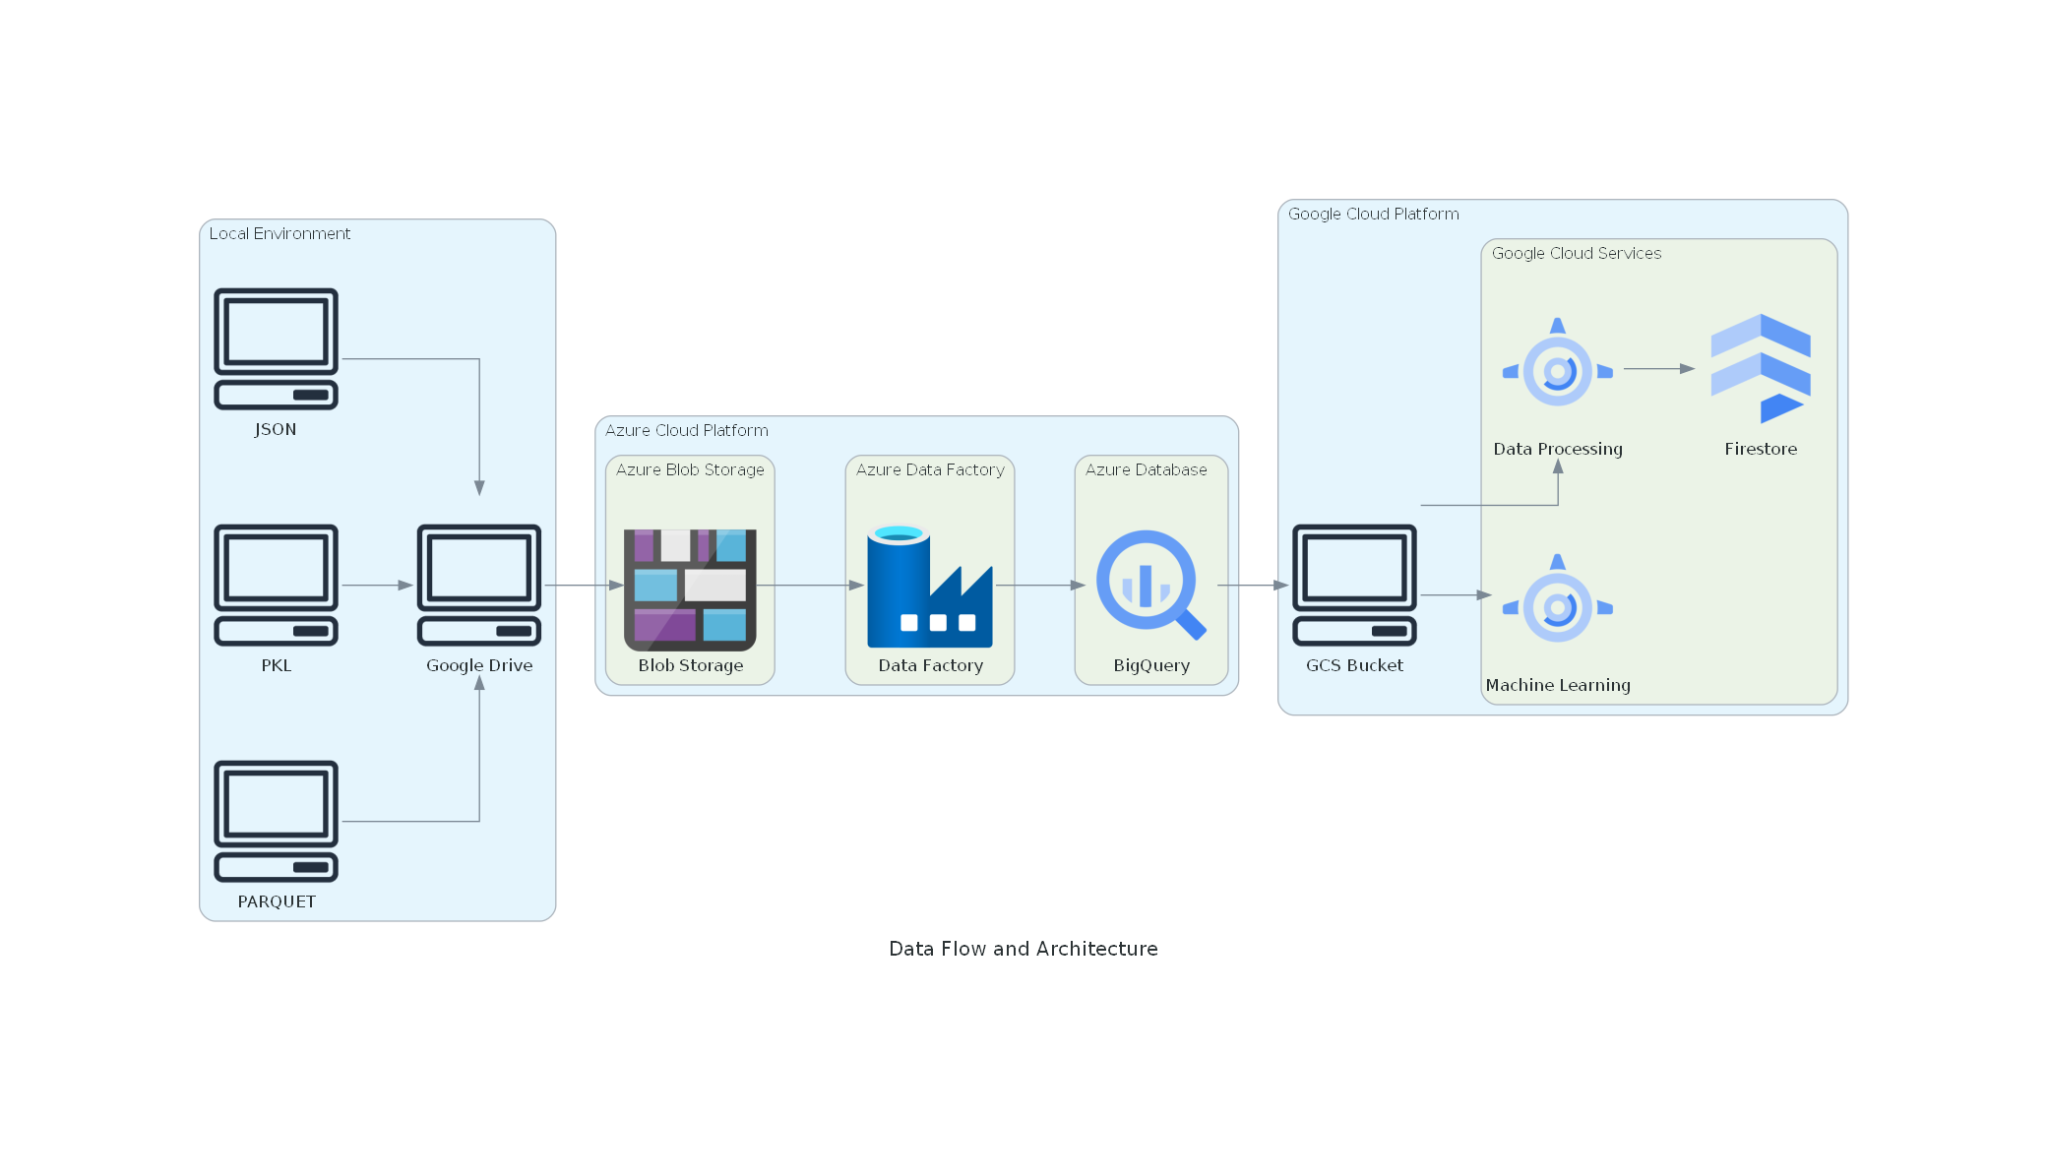 Local Environment
JSON
PKL
Google Drive
PARQUET
Azure Cloud Platform
Azure Blob Storage
Blob Storage
Azure Data Factory
Data Factory
Azure Database
BigQuery
Google Cloud Platform
GCS Bucket
Google Cloud Services
Data Processing
Firestore
Machine Learning
Data Flow and Architecture